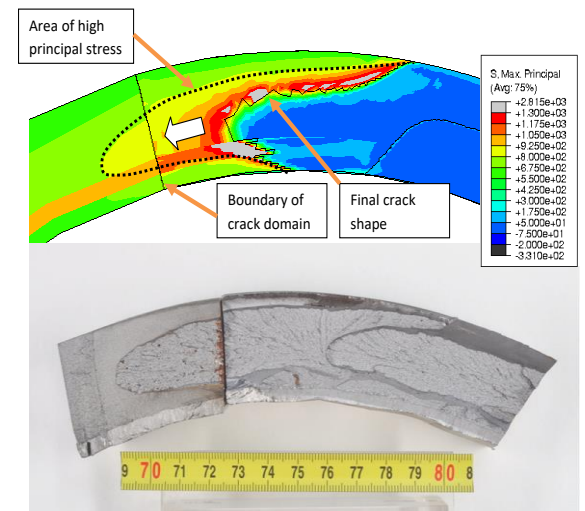 Area of high
principal stress
S, Max. Principal
(Avg: 75%)
+2.815e+03
+1.300e+03
+1.175e+03
+1.050e+03
+9.250e+02
+8.000e+02
+6.750e+02
+5.500e+02
+4.250e+02
+3.000e+02
+1.750e+02
+5.000e+01
-7.500e+01
-2.000e+02
-3.310e+02
Boundary of
crack domain
Final crack
shape
9 70 71 72 73 74 75 76 77 78 79 80 8